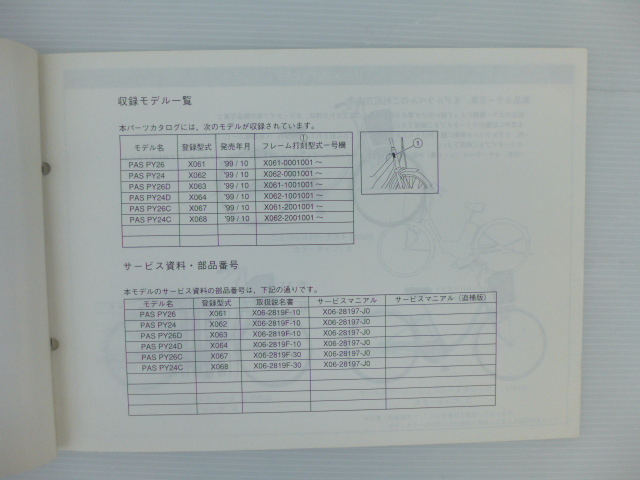 収録モデル一覧
本パーツカタログには、次のモデルが収録されています。
モデル名 登録型式 発売年月 フレーム打刻型式ー号機 ①
PAS PY26 X061 '99 / 10 X061-0001001～
PAS PY24 X062 '99 / 10 X062-0001001～
PAS PY26D X063 '99 / 10 X061-1001001～
PAS PY24D X064 '99 / 10 X062-1001001～
PAS PY26C X067 '99 / 10 X061-2001001～
PAS PY24C X068 '99 / 10 X062-2001001～
①
サービス資料・部品番号
本モデルのサービス資料の部品番号は、下記の通りです。
モデル名 登録型式 取扱説明書 サービスマニアル サービスマニアル（追補版）
PAS PY26 X061 X06-2819F-10 X06-28197-J0
PAS PY24 X062 X06-2819F-10 X06-28197-J0
PAS PY26D X063 X06-2819F-10 X06-28197-J0
PAS PY24D X064 X06-2819F-10 X06-28197-J0
PAS PY26C X067 X06-2819F-30 X06-28197-J0
PAS PY24C X068 X06-2819F-30 X06-28197-J0